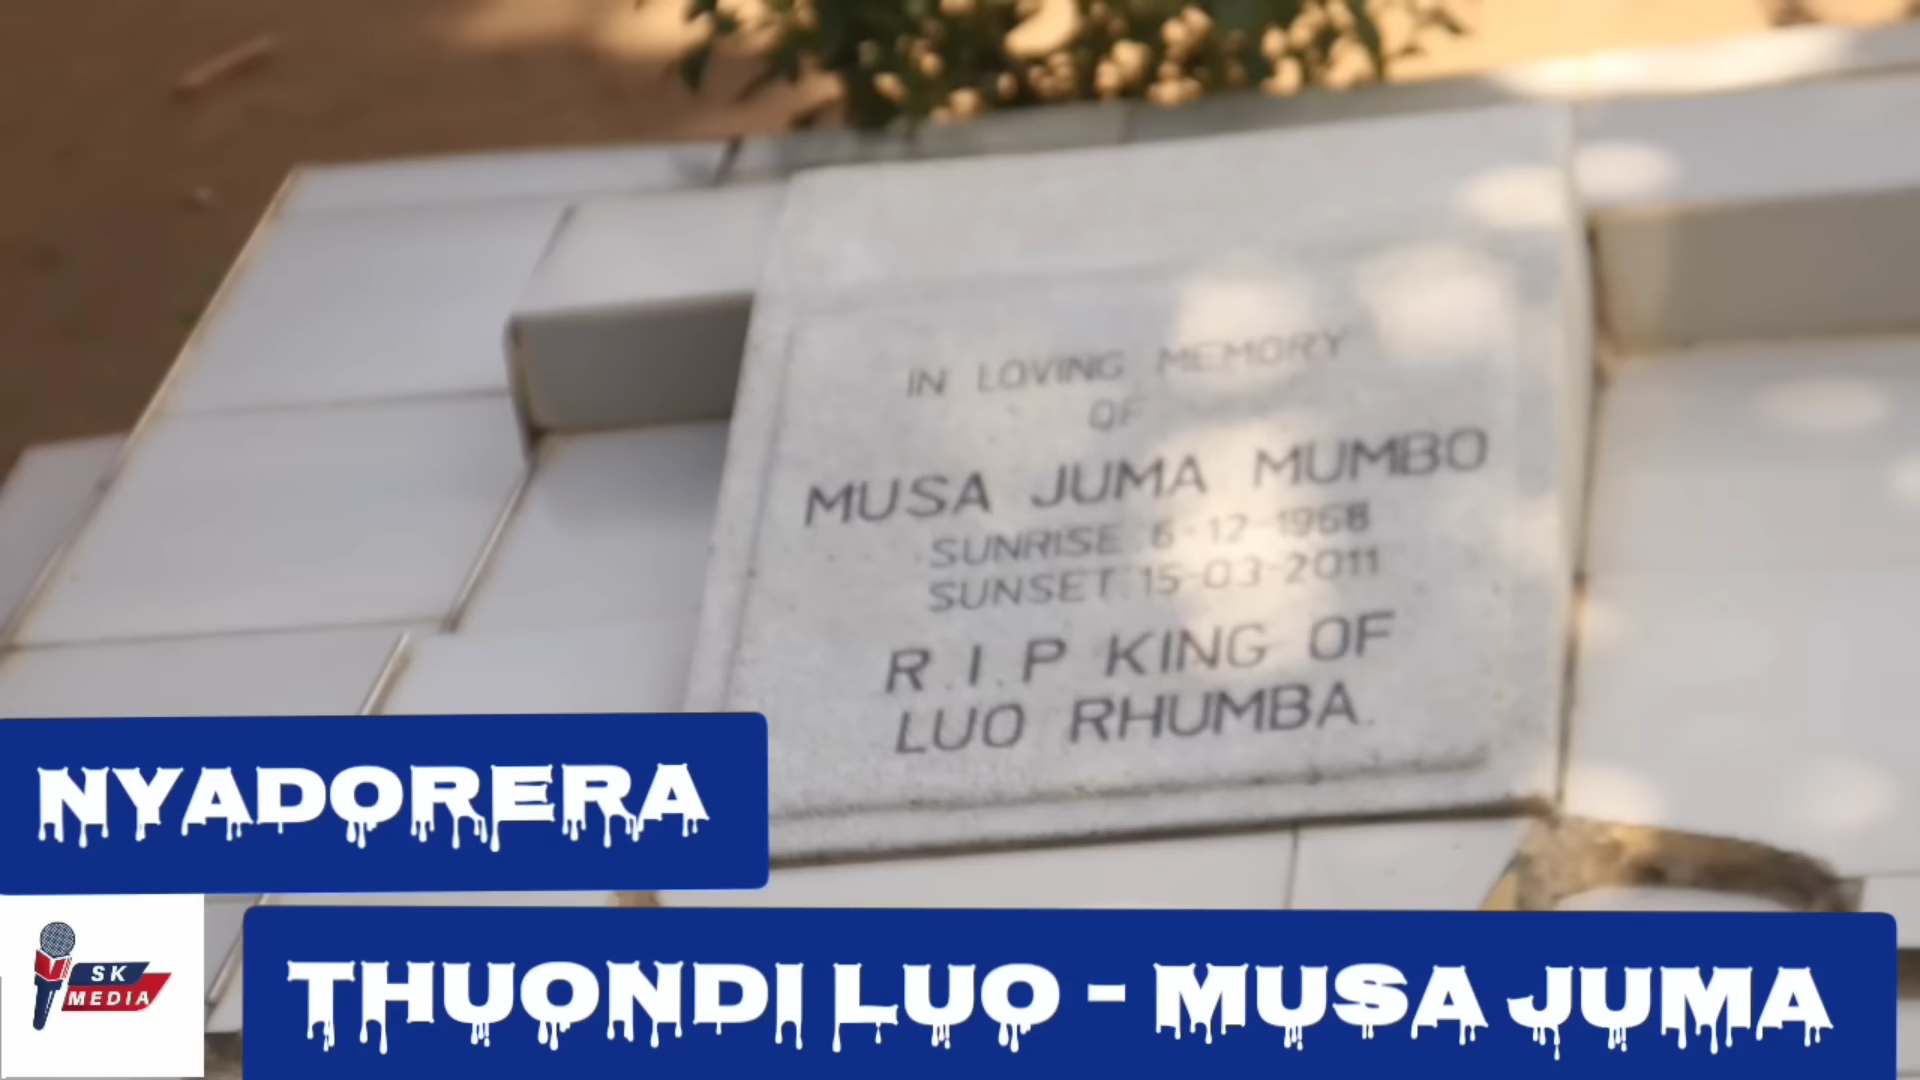 IN LOVING MEMORY
OF
MUSA JUMA MUMBO
SUNRISE 6-12-1968
SUNSET 15-03-2011
R.I.P KING OF
LUO RHUMBA.
NYADORERA
SK
MEDIA
THUONDI LUO - MUSA JUMA